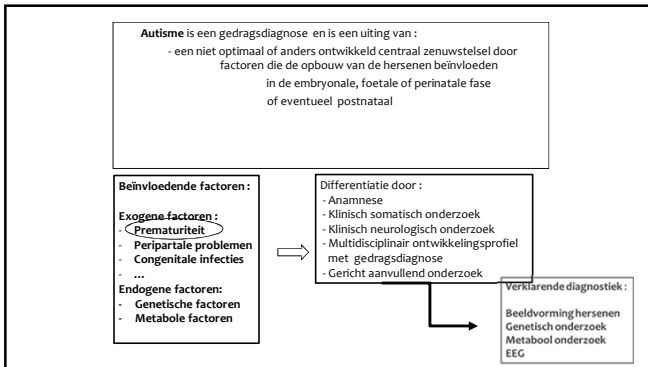 Autisme is een gedragsdiagnose en is een uiting van :
- een niet optimaal of anders ontwikkeld centraal zenuwstelsel door
factoren die de opbouw van de hersenen beïnvloeden
in de embryonale, foetale of perinatale fase
of eventueel postnataal
Beïnvloedende factoren :
Exogene factoren :
- Prematuriteit
- Peripartale problemen
- Congenitale infecties
- ...
Endogene factoren:
- Genetische factoren
- Metabole factoren
Differentiatie door :
- Anamnese
- Klinisch somatisch onderzoek
- Klinisch neurologisch onderzoek
- Multidisciplinair ontwikkelingsprofiel
met gedragsdiagnose
- Gericht aanvullend onderzoek
Verklarende diagnostiek :
Beeldvorming hersenen
Genetisch onderzoek
Metabool onderzoek
EEG